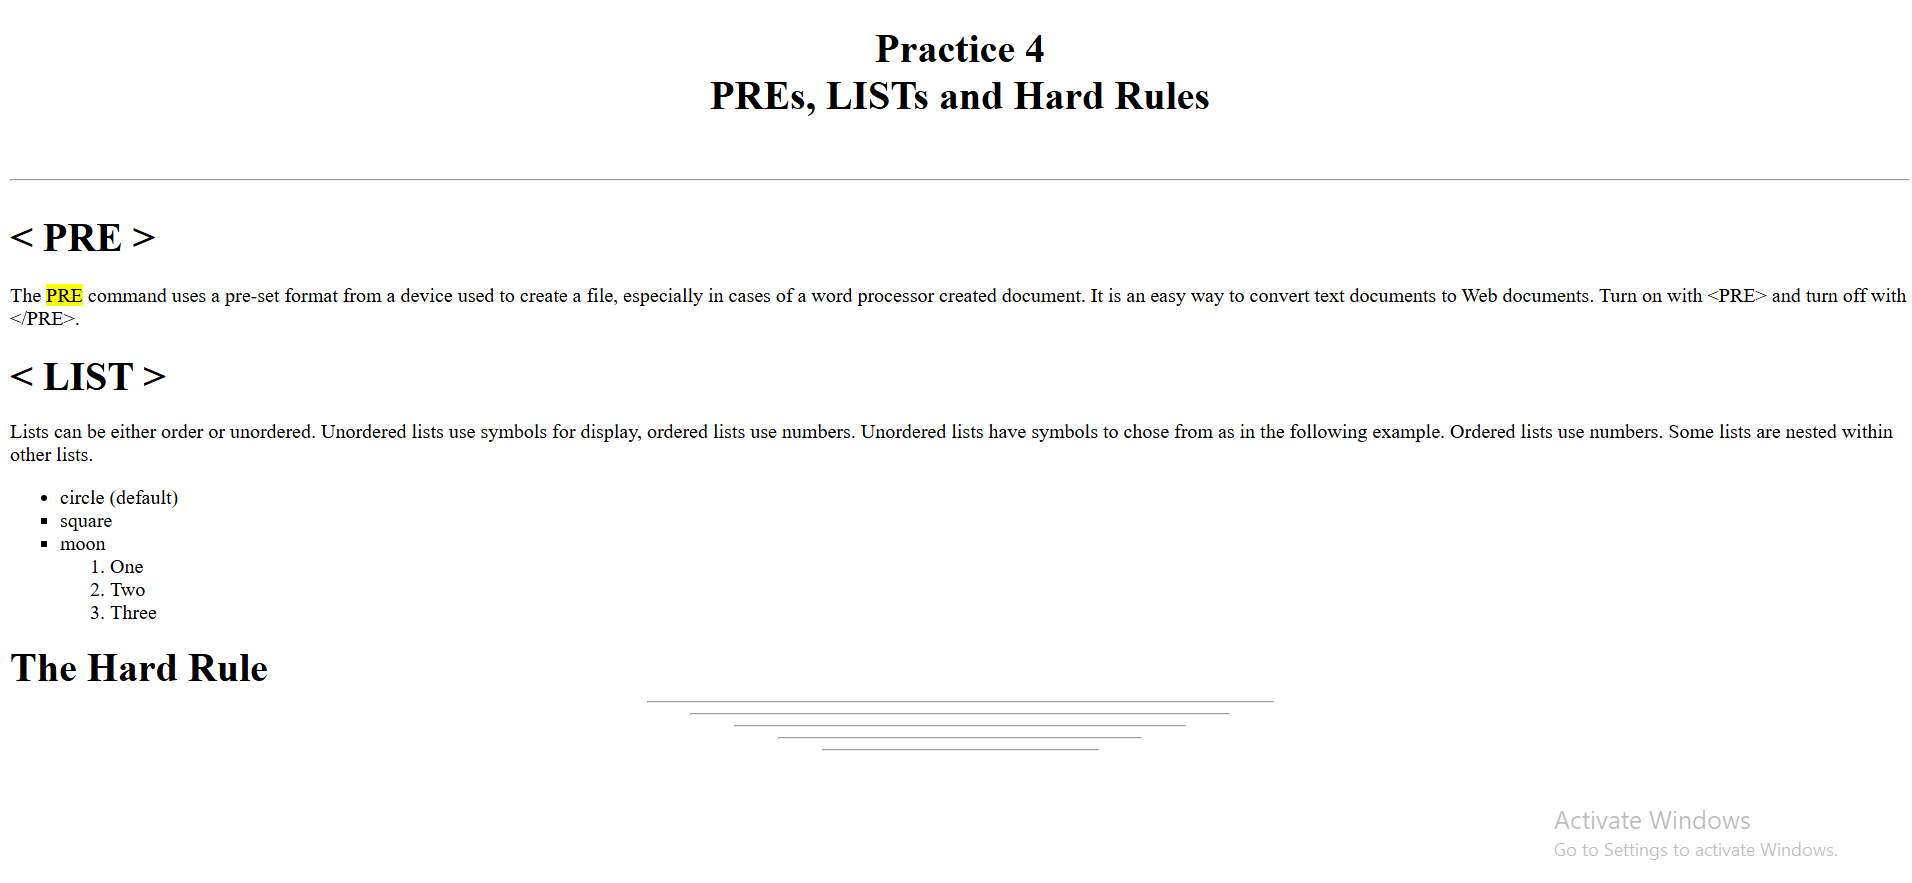 Practice 4
PREs, LISTs and Hard Rules
< PRE >
The PRE command uses a pre-set format from a device used to create a file, especially in cases of a word processor created document. It is an easy way to convert text documents to Web documents. Turn on with <PRE> and turn off with
</PRE>.
< LIST >
Lists can be either order or unordered. Unordered lists use symbols for display, ordered lists use numbers. Unordered lists have symbols to chose from as in the following example. Ordered lists use numbers. Some lists are nested within
other lists.
• circle (default)
▪ square
▪ moon
1. One
2. Two
3. Three
The Hard Rule
Activate Windows
Go to Settings to activate Windows.